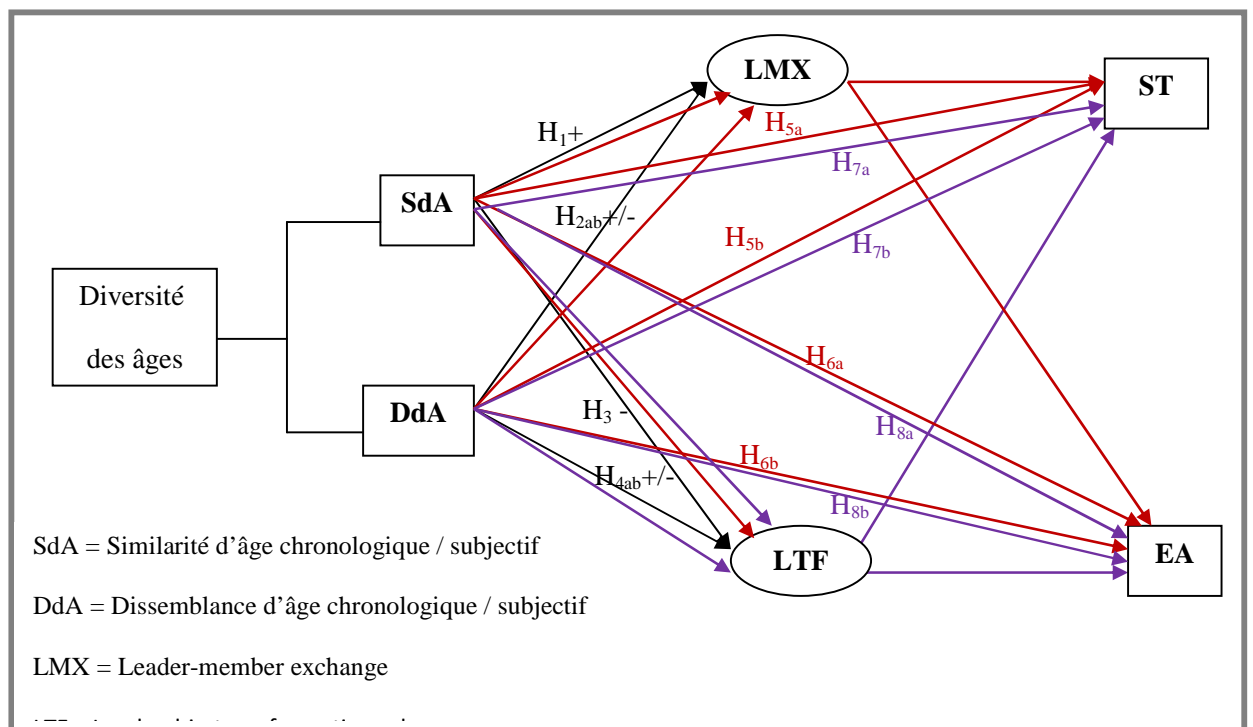 LMX
ST
H1+
H5a
H7a
SdA
H2ab+/-
H5b
H7b
Diversité
des âges
H6a
DdA
H3 -
H8a
H6b
H4ab+/-
H8b
SdA = Similarité d'âge chronologique / subjectif
LTF
EA
DdA = Dissemblance d'âge chronologique / subjectif
LMX = Leader-member exchange